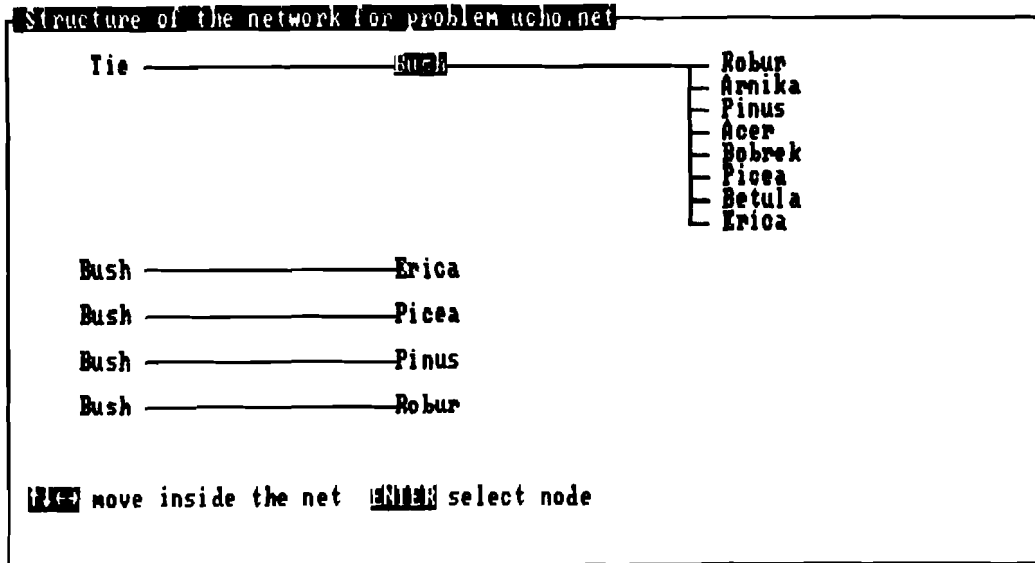 Structure of the network for problem ucho.net
Tie Bush Robur
Arnika
Pinus
Acer
Bobrek
Picea
Betula
Erica
Bush Erica
Bush Picea
Bush Pinus
Bush Robur
↑↓←→ move inside the net ENTER select node